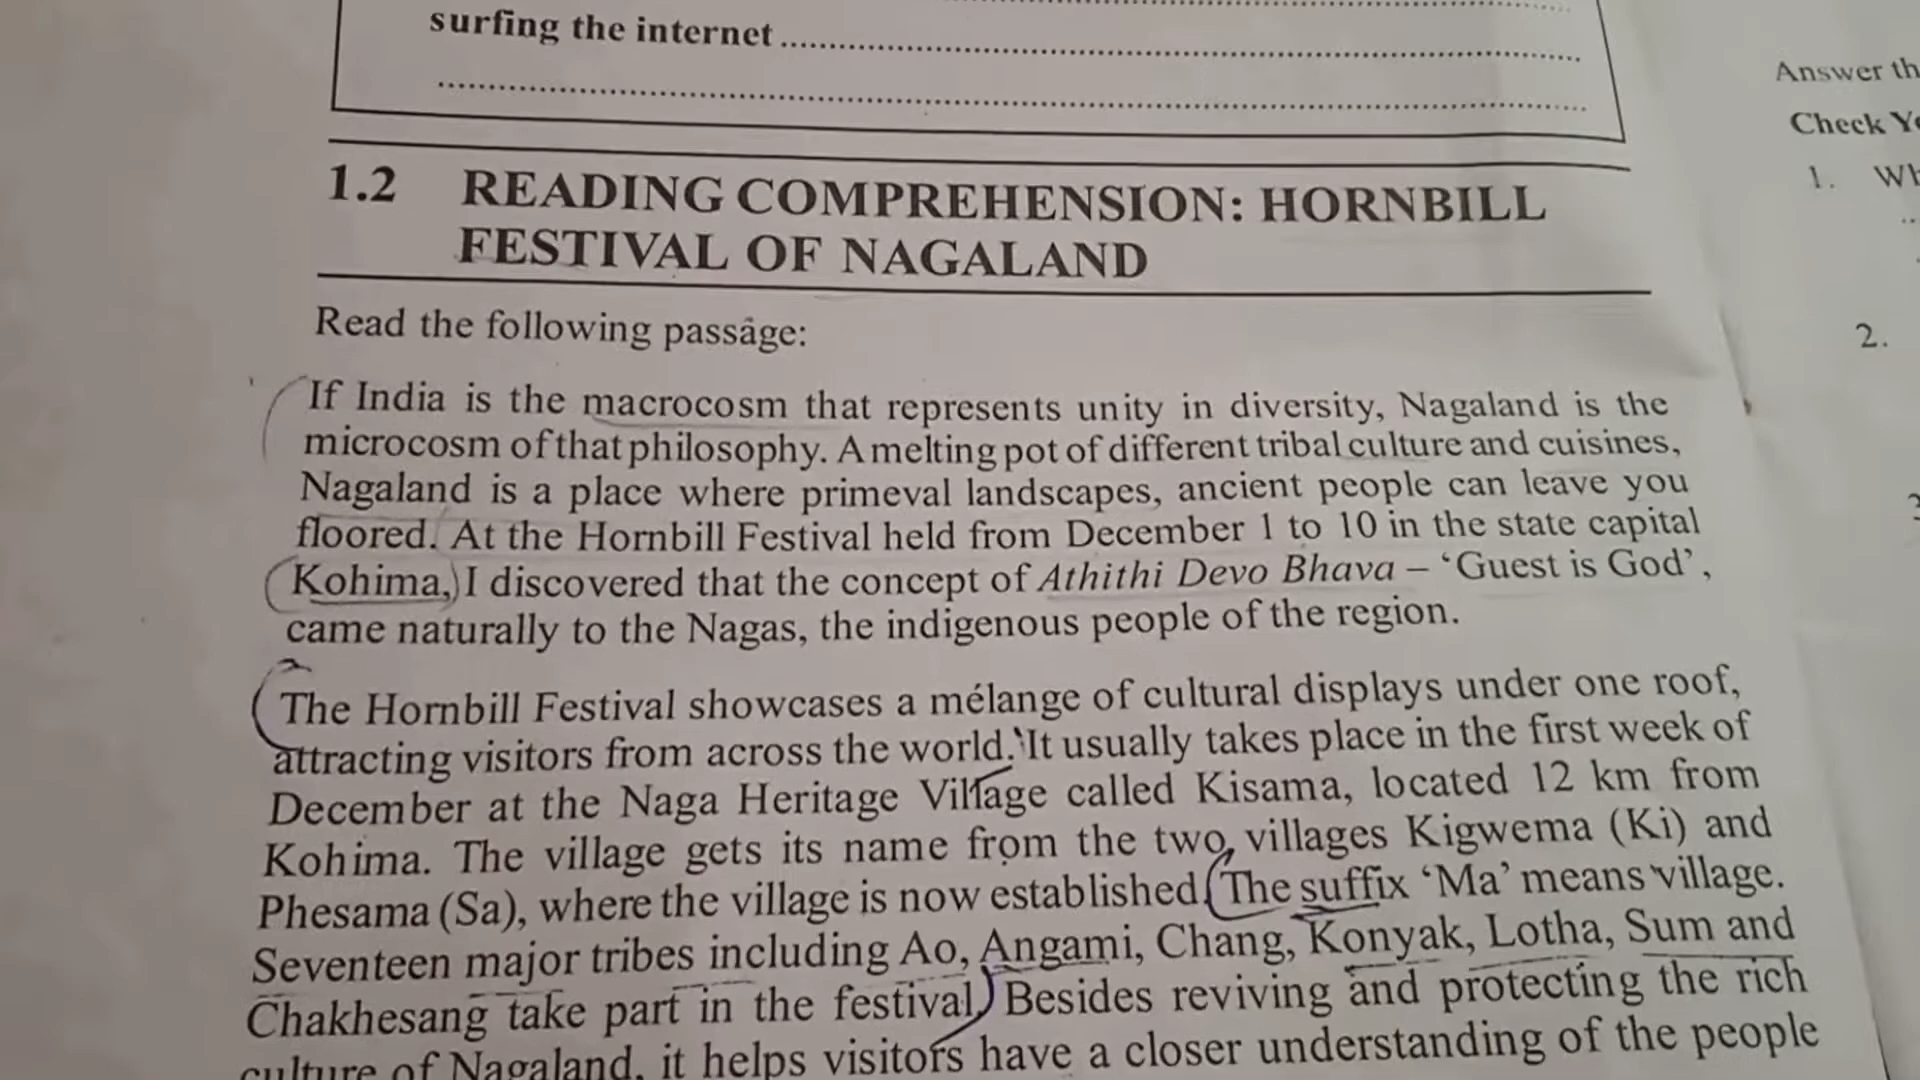 surfing the internet ........................................
........................................
1.2 READING COMPREHENSION: HORNBILL
FESTIVAL OF NAGALAND
Read the following passage:
If India is the macrocosm that represents unity in diversity, Nagaland is the
microcosm of that philosophy. A melting pot of different tribal culture and cuisines,
Nagaland is a place where primeval landscapes, ancient people can leave you
floored. At the Hornbill Festival held from December 1 to 10 in the state capital
Kohima, I discovered that the concept of Athithi Devo Bhava – ‘Guest is God’,
came naturally to the Nagas, the indigenous people of the region.
The Hornbill Festival showcases a mélange of cultural displays under one roof,
attracting visitors from across the world. It usually takes place in the first week of
December at the Naga Heritage Village called Kisama, located 12 km from
Kohima. The village gets its name from the two villages Kigwema (Ki) and
Phesama (Sa), where the village is now established. The suffix ‘Ma’ means village.
Seventeen major tribes including Ao, Angami, Chang, Konyak, Lotha, Sum and
Chakhesang take part in the festival. Besides reviving and protecting the rich
culture of Nagaland, it helps visitors have a closer understanding of the people
Answer
Check
1.
2.